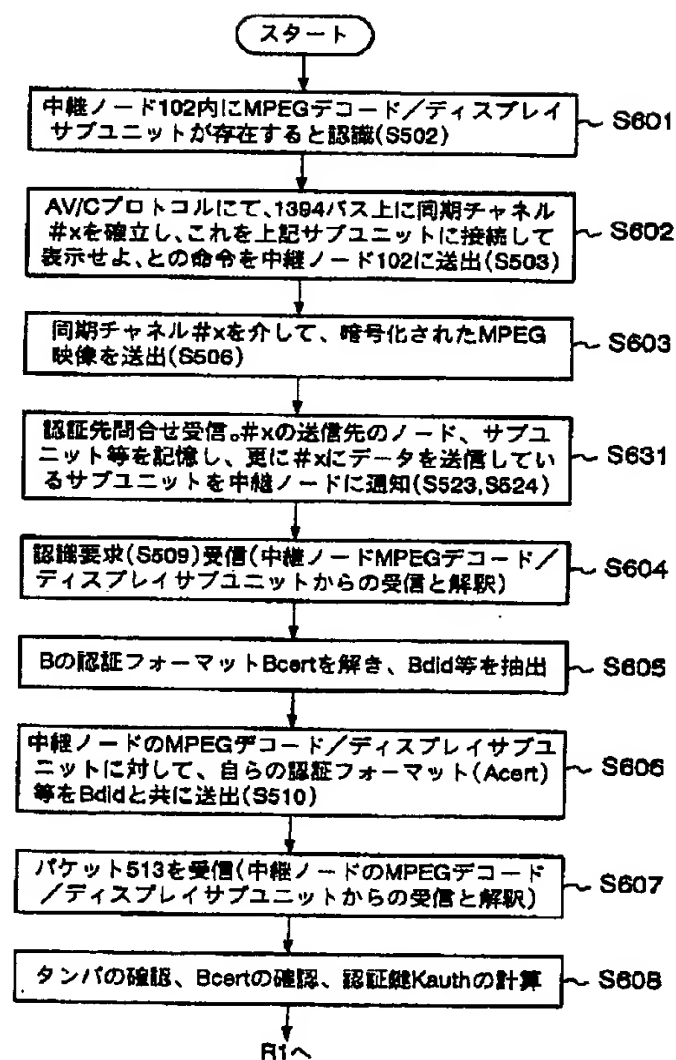 スタート
中継ノード102内にMPEGデコード／ディスプレイ
サブユニットが存在すると認識(S502)
S601
AV/Cプロトコルにて、1394バス上に同期チャネル
#xを確立し、これを上記サブユニットに接続して
表示せよ、との命令を中継ノード102に送出(S503)
S602
同期チャネル#xを介して、暗号化されたMPEG
映像を送出(S506)
S603
認証先問合せ受信。#xの送信先のノード、サブユ
ニット等を記憶し、更に#xにデータを送信してい
るサブユニットを中継ノードに通知(S523,S524)
S631
認識要求(S509)受信(中継ノードMPEGデコード／
ディスプレイサブユニットからの受信と解釈)
S604
Bの認証フォーマットBcertを解き、Bdid等を抽出
S605
中継ノードのMPEGデコード／ディスプレイサブユ
ニットに対して、自らの認証フォーマット(Acert)
等をBdidと共に送出(S510)
S606
パケット513を受信(中継ノードのMPEGデコード
／ディスプレイサブユニットからの受信と解釈)
S607
タンパの確認、Bcertの確認、認証鍵Kauthの計算
S608
R1へ